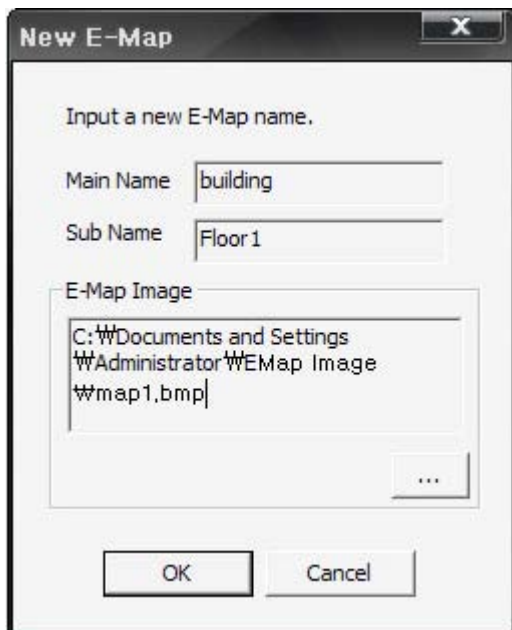 New E-Map
X
Input a new E-Map name.
Main Name building
Sub Name Floor1
E-Map Image
C:₩Documents and Settings
₩Administrator₩EMap Image
₩map1.bmp
...
OK Cancel